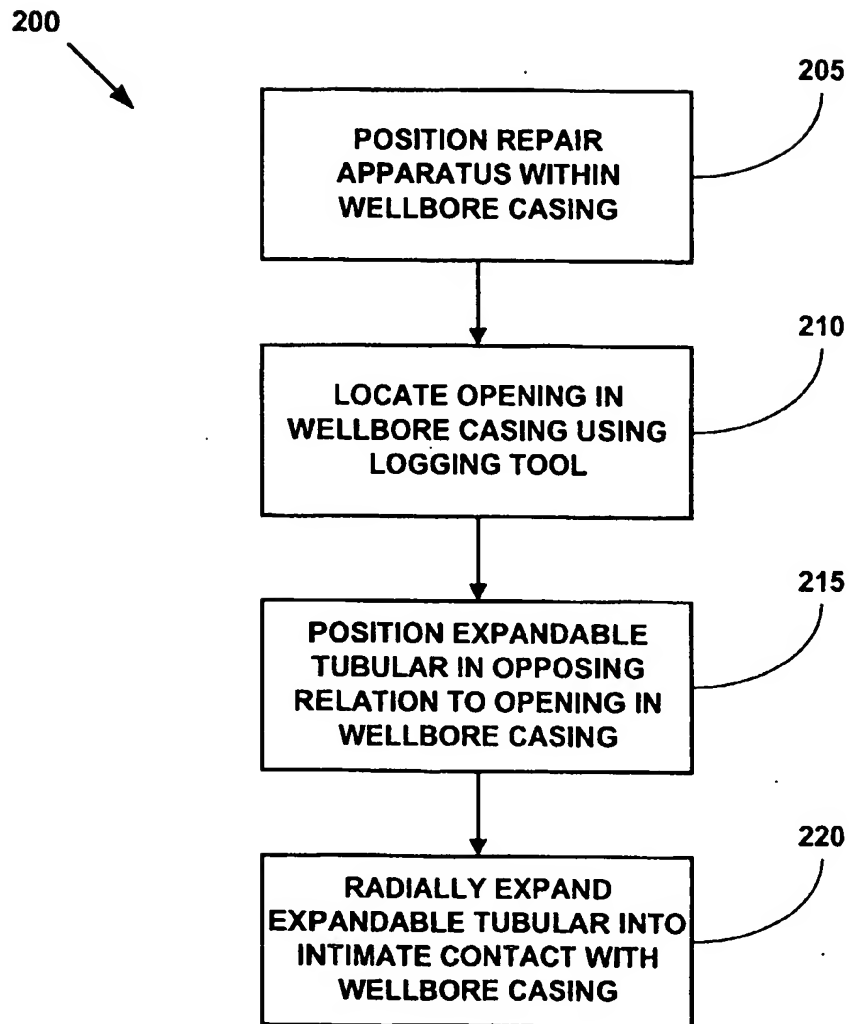 200
205
POSITION REPAIR
APPARATUS WITHIN
WELLBORE CASING
210
LOCATE OPENING IN
WELLBORE CASING USING
LOGGING TOOL
215
POSITION EXPANDABLE
TUBULAR IN OPPOSING
RELATION TO OPENING IN
WELLBORE CASING
220
RADIALLY EXPAND
EXPANDABLE TUBULAR INTO
INTIMATE CONTACT WITH
WELLBORE CASING